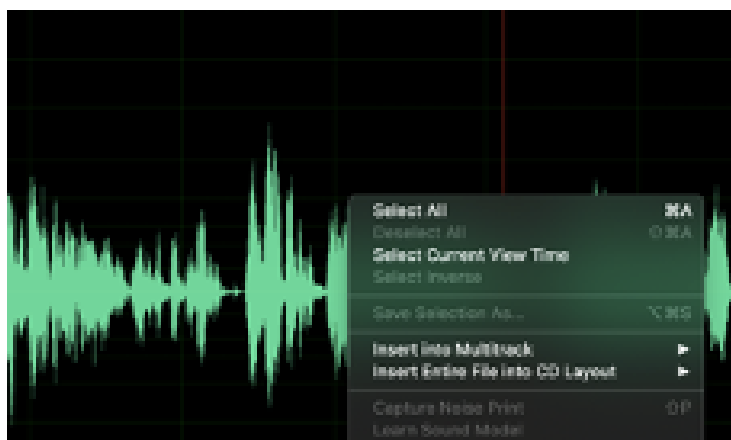 Select All ⌘A
Deselect All ⇧⌘A
Select Current View Time
Select Inverse
Save Selection As... ⌥⌘S
Insert into Multitrack ▶
Insert Entire File into CD Layout ▶
Capture Noise Print ⇧P
Learn Sound Model